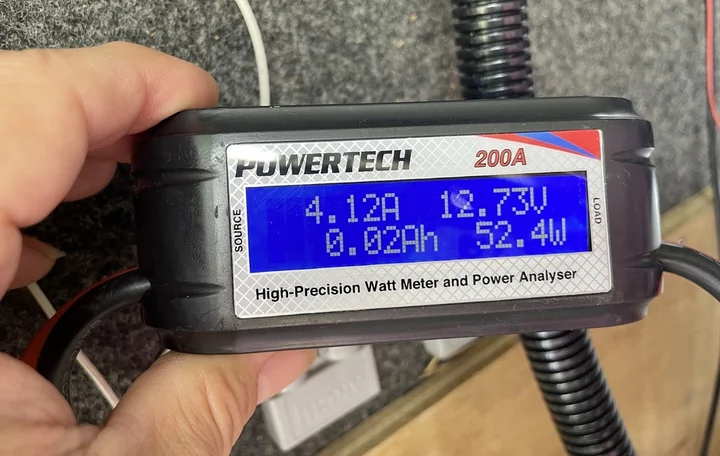 POWERTECH 200A
SOURCE
4.12A 12.73V
0.02Ah 52.4W
LOAD
High-Precision Watt Meter and Power Analyser